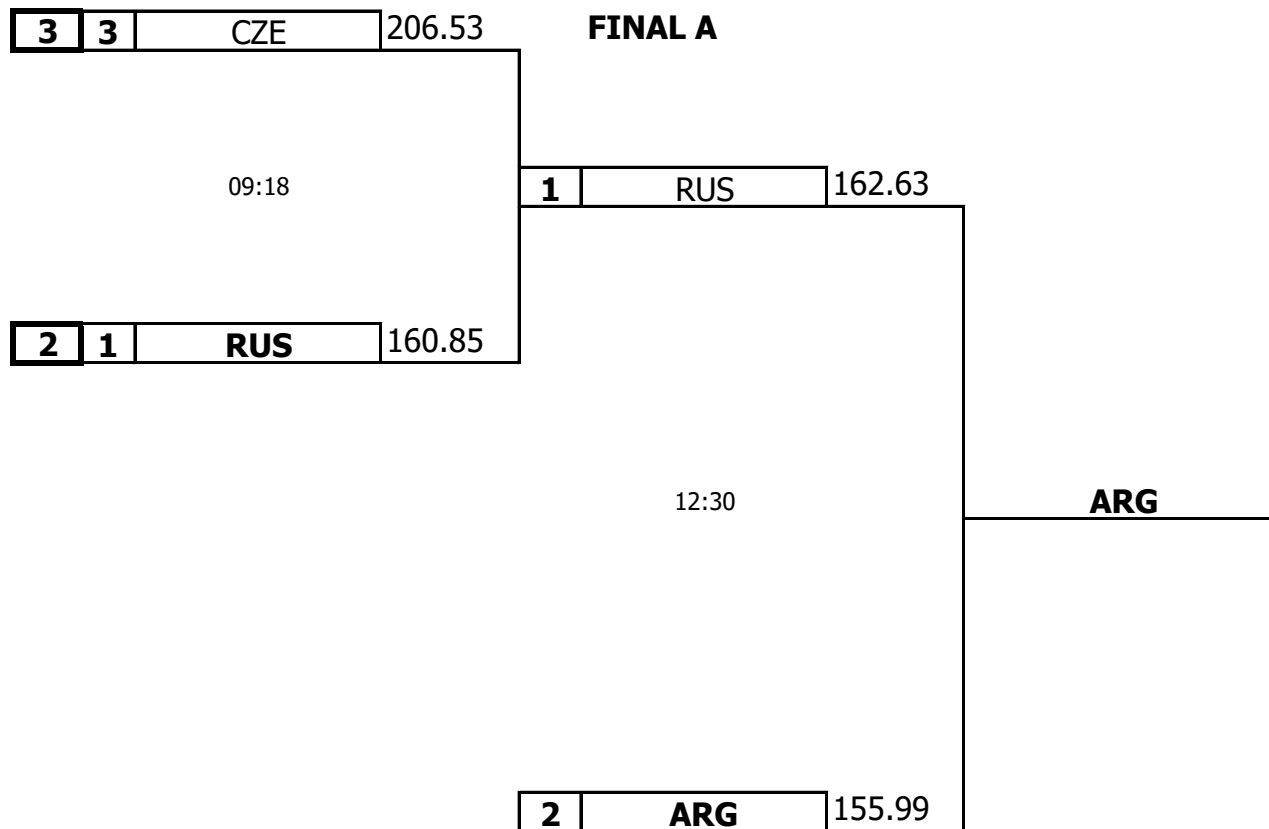 3 3 CZE 206.53 FINAL A
09:18 1 RUS 162.63
2 1 RUS 160.85
12:30 ARG
2 ARG 155.99